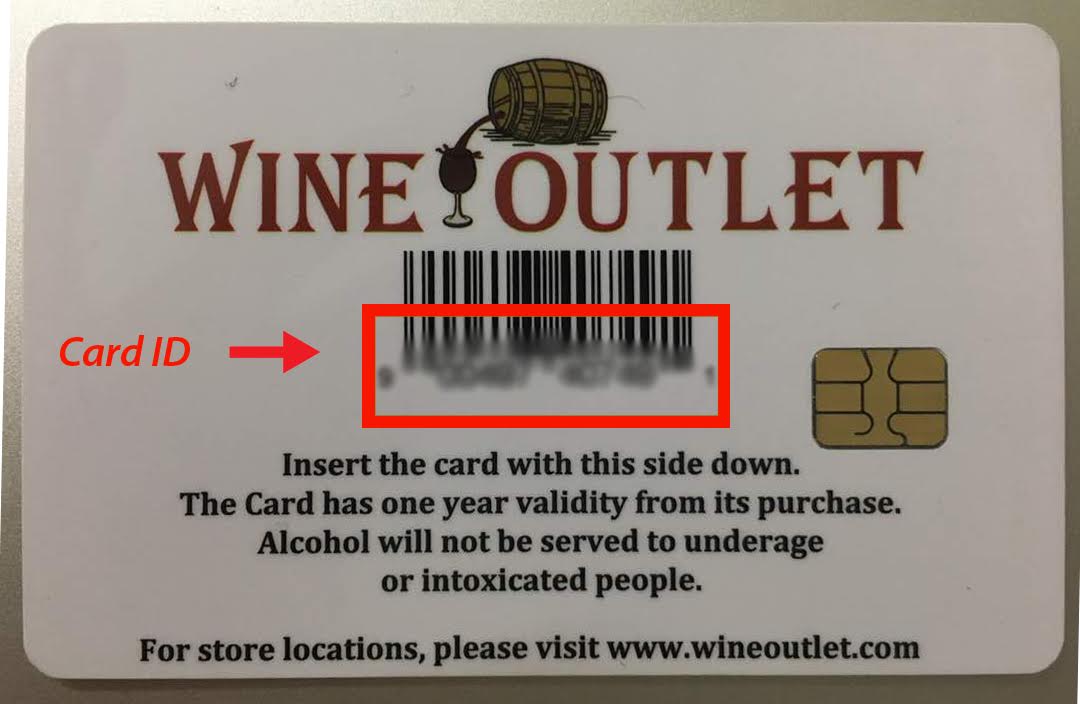 WINE OUTLET
Card ID
Insert the card with this side down.
The Card has one year validity from its purchase.
Alcohol will not be served to underage
or intoxicated people.
For store locations, please visit www.wineoutlet.com